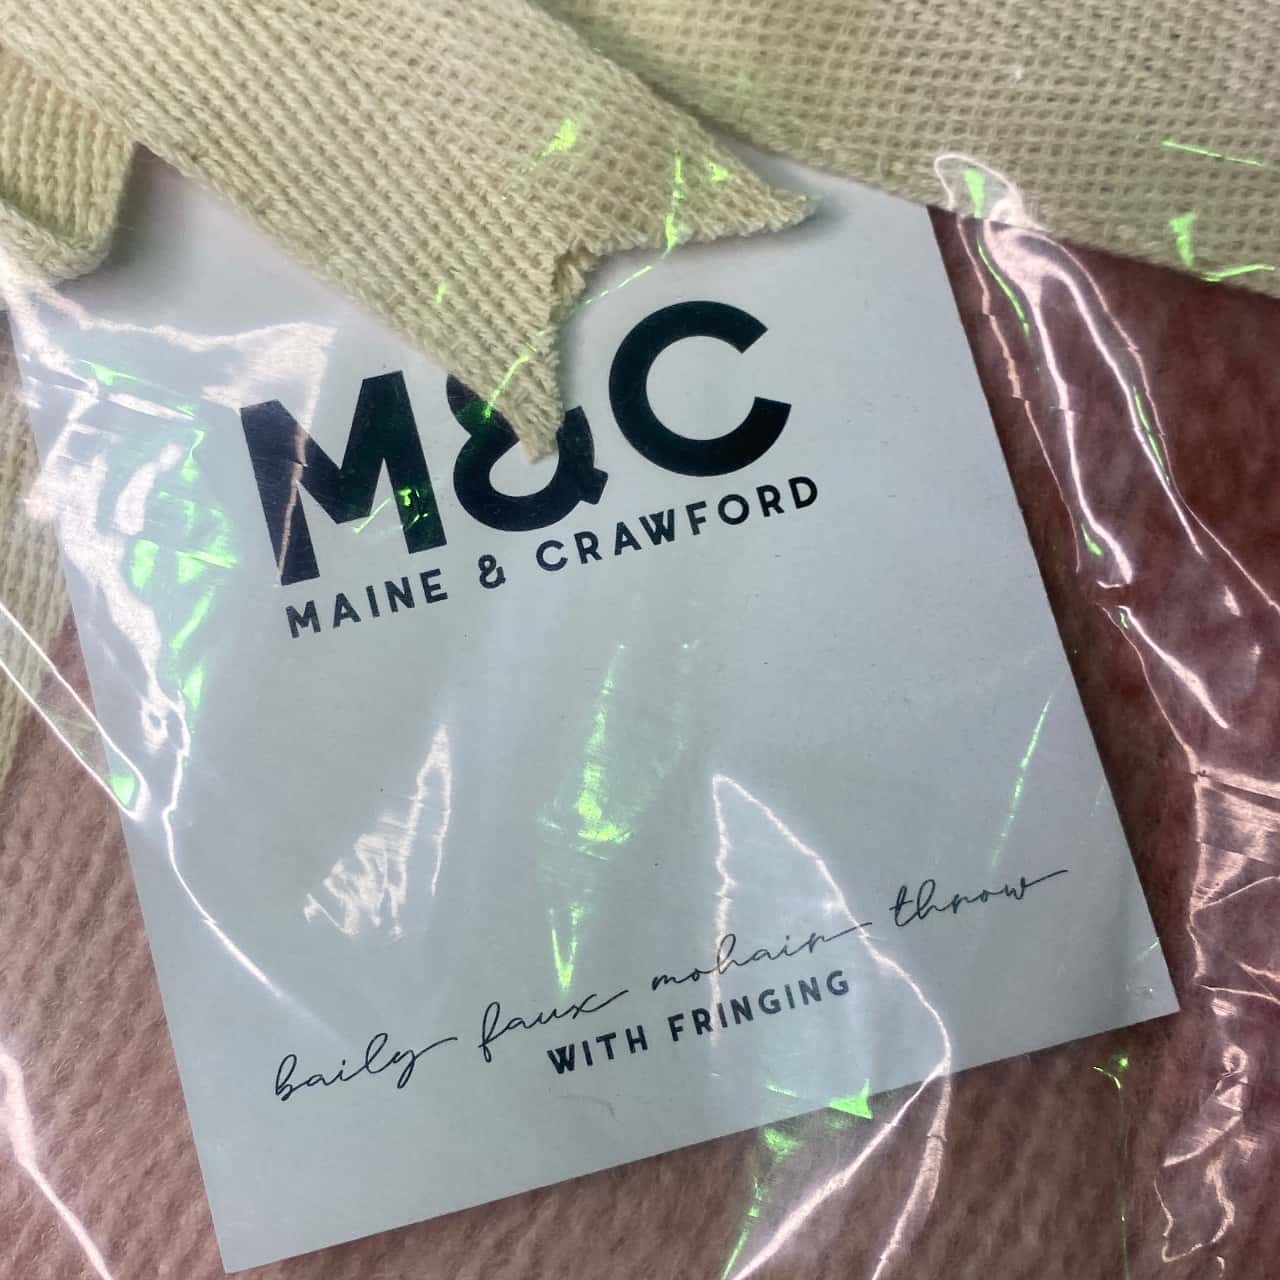 M&C
MAINE & CRAWFORD
baily faux mohair throw
WITH FRINGING